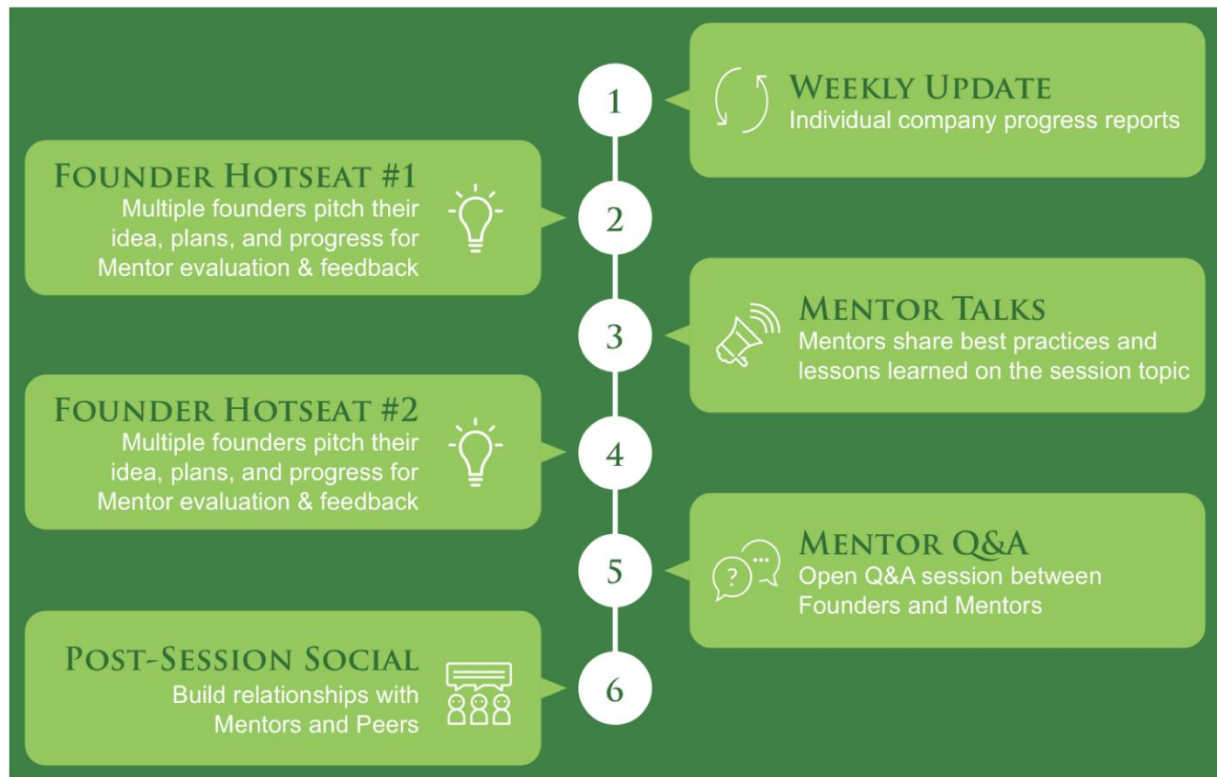 1
WEEKLY UPDATE
Individual company progress reports
FOUNDER HOTSEAT #1
Multiple founders pitch their
idea, plans, and progress for
Mentor evaluation & feedback
2
3
MENTOR TALKS
Mentors share best practices and
lessons learned on the session topic
FOUNDER HOTSEAT #2
Multiple founders pitch their
idea, plans, and progress for
Mentor evaluation & feedback
4
5
MENTOR Q&A
Open Q&A session between
Founders and Mentors
?
POST-SESSION SOCIAL
Build relationships with
Mentors and Peers
6